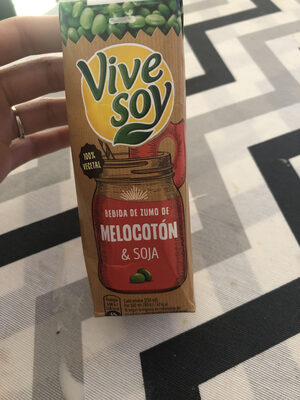 Vive
soy
100%
VEGETAL
BEBIDA DE ZUMO DE
MELOCOTÓN
& SOJA